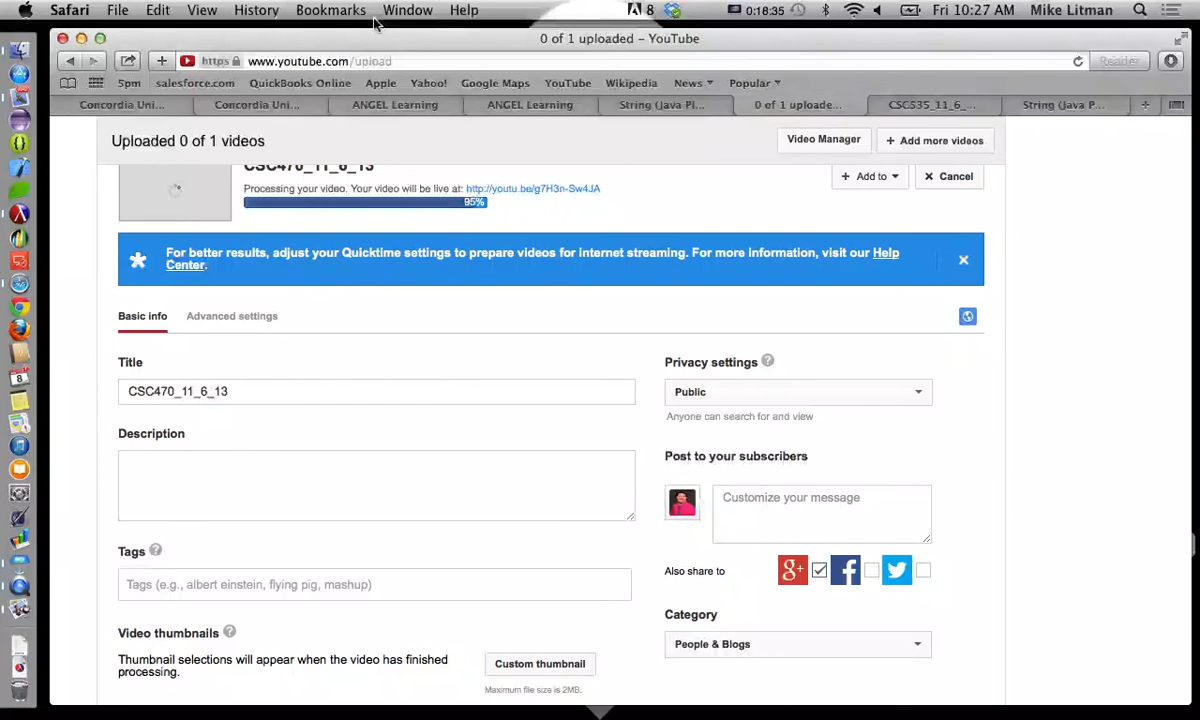 Safari File Edit View History Bookmarks Window Help 8 0:18:35 Fri 10:27 AM Mike Litman
0 of 1 uploaded – YouTube
https www.youtube.com/upload Reader
5pm salesforce.com QuickBooks Online Apple Yahoo! Google Maps YouTube Wikipedia News Popular
Concordia Uni... Concordia Uni... ANGEL Learning ANGEL Learning String (Java Pl... 0 of 1 uploade... CSC535_11_6_... String (Java P...
Uploaded 0 of 1 videos Video Manager + Add more videos
CSC470_11_6_13
Processing your video. Your video will be live at: http://youtu.be/g7H3n-Sw4JA + Add to × Cancel
95%
For better results, adjust your Quicktime settings to prepare videos for internet streaming. For more information, visit our Help
Center.
Basic info Advanced settings
Title
CSC470_11_6_13
Description
Tags ?
Tags (e.g., albert einstein, flying pig, mashup)
Video thumbnails ?
Thumbnail selections will appear when the video has finished
processing.
Custom thumbnail
Maximum file size is 2MB.
Privacy settings ?
Public
Anyone can search for and view
Post to your subscribers
Customize your message
Also share to g+ f
Category
People & Blogs